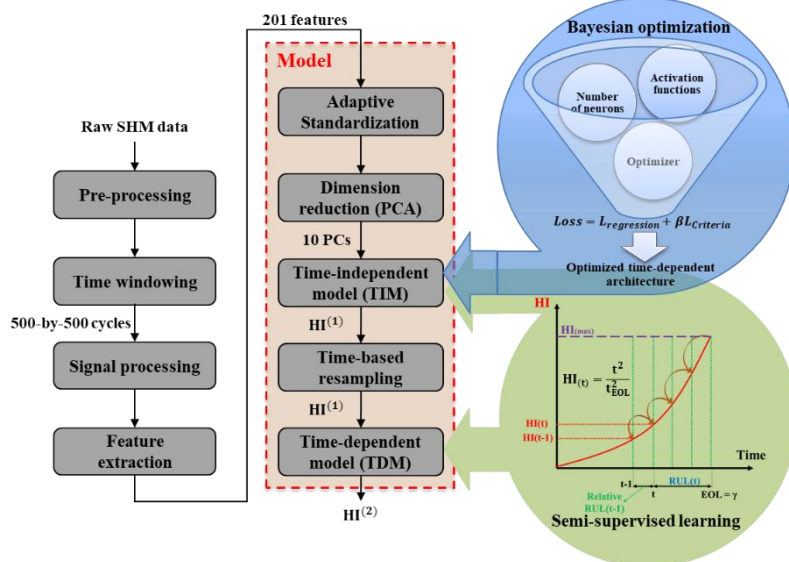 201 features
Raw SHM data
Pre-processing
Time windowing
500-by-500 cycles
Signal processing
Feature
extraction
Model
Adaptive
Standardization
Dimension
reduction (PCA)
10 PCs
Time-independent
model (TIM)
HI⁽¹⁾
Time-based
resampling
HI⁽¹⁾
Time-dependent
model (TDM)
HI⁽²⁾
Bayesian optimization
Number
of neurons
Activation
functions
Optimizer
Loss = L_regression + βL_Criteria
Optimized time-dependent
architecture
HI
HI(max)
HI(t) = t² / t²_EOL
HI(t)
HI(t-1)
Time
t-1
t
RUL(t)
EOL = γ
Relative
RUL(t-1)
Semi-supervised learning